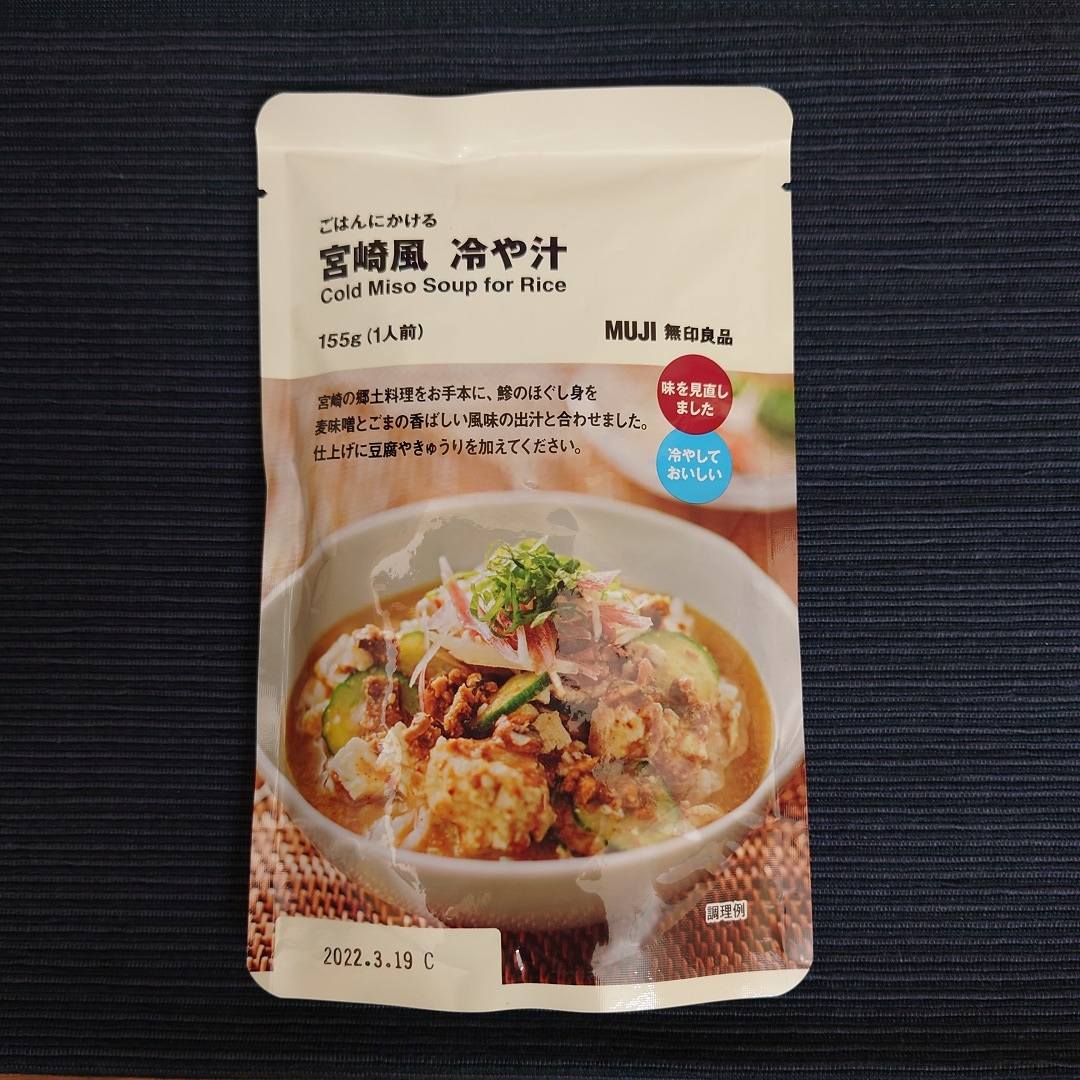 ごはんにかける
宮崎風 冷や汁
Cold Miso Soup for Rice
155g (1人前)
MUJI 無印良品
宮崎の郷土料理をお手本に、鯵のほぐし身を
麦味噌とごまの香ばしい風味の出汁と合わせました。
仕上げに豆腐やきゅうりを加えてください。
味を見直し
ました
冷やして
おいしい
調理例
2022.3.19 C